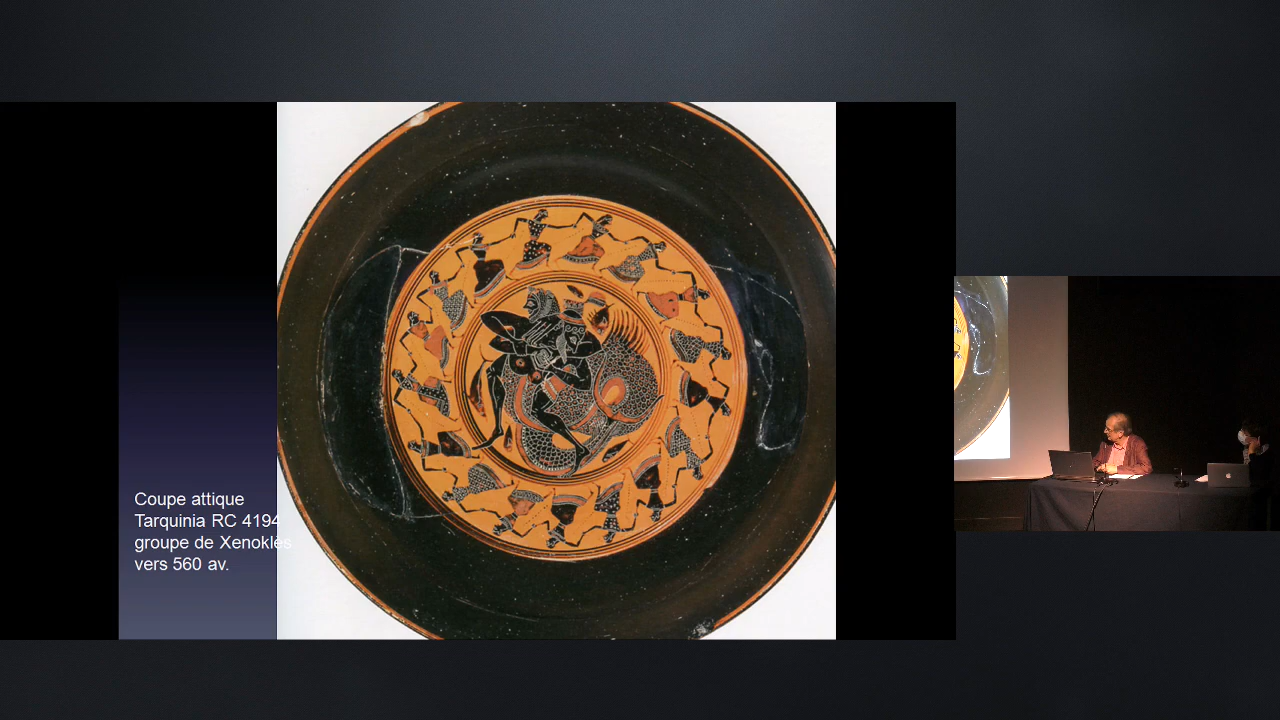 Coupe attique
Tarquinia RC 4194
groupe de Xenoklès
vers 560 av.